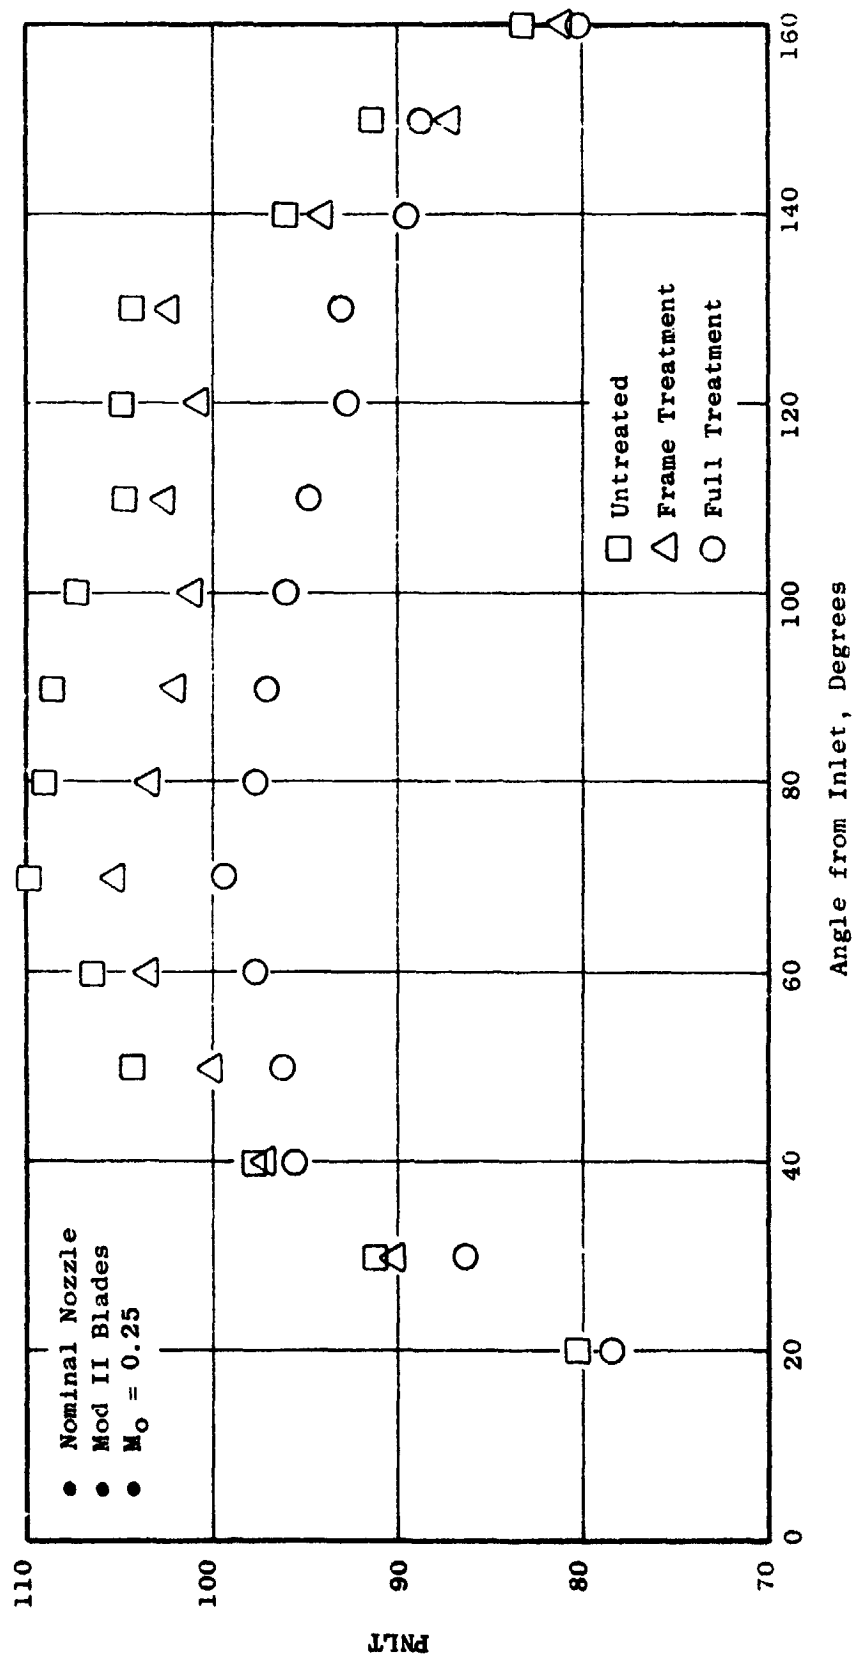 ● Nominal Nozzle
● Mod II Blades
● Mo = 0.25
110
100
90
80
70
PNLT
□ Untreated
△ Frame Treatment
○ Full Treatment
0
20
40
60
80
100
120
140
160
Angle from Inlet, Degrees